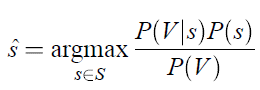 ŝ = argmax P(V|s)P(s) / P(V)
s∈S